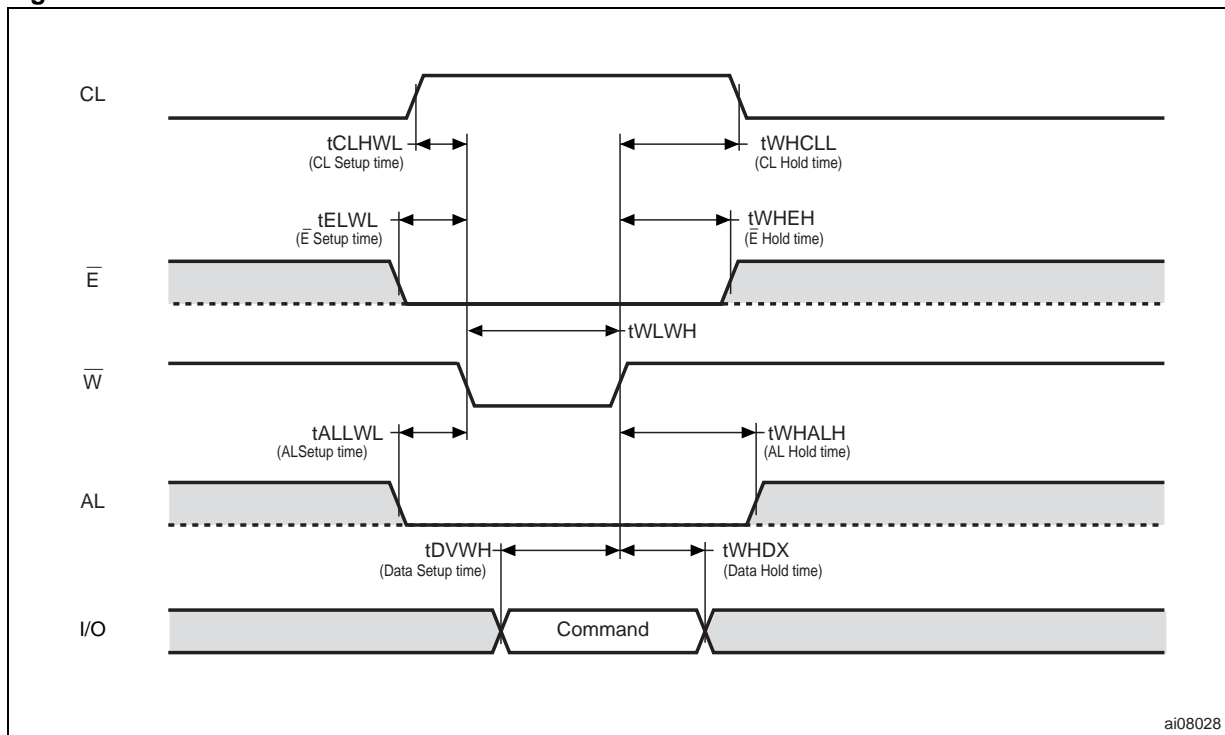 CL
tCLHWL
(CL Setup time)
tWHCLL
(CL Hold time)
tELWL
(E̅ Setup time)
tWHEH
(E̅ Hold time)
E̅
tWLWH
W̅
tALLWL
(ALSetup time)
tWHALH
(AL Hold time)
AL
tDVWH
(Data Setup time)
tWHDX
(Data Hold time)
I/O
Command
ai08028